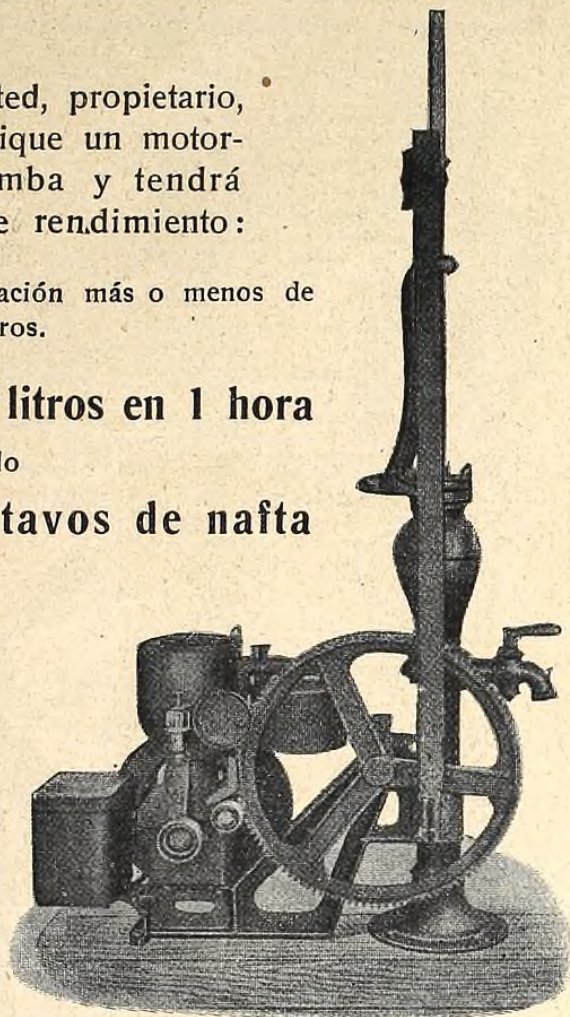 ted, propietario,
ique un motor-
mba y tendrá
e rendimiento:
ación más o menos de
ros.
litros en 1 hora
lo
tavos de nafta